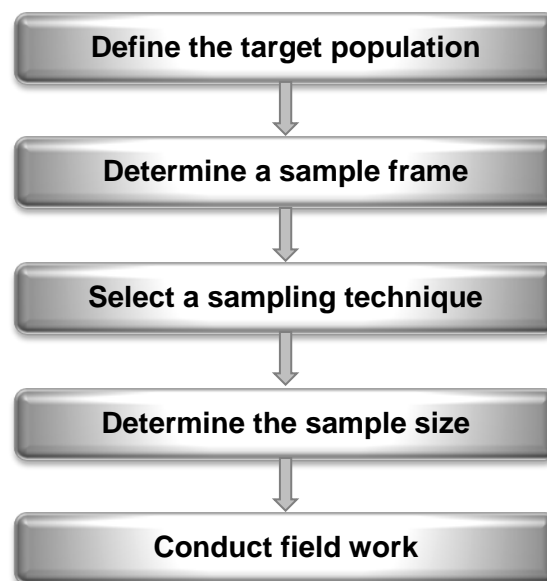 Define the target population
Determine a sample frame
Select a sampling technique
Determine the sample size
Conduct field work